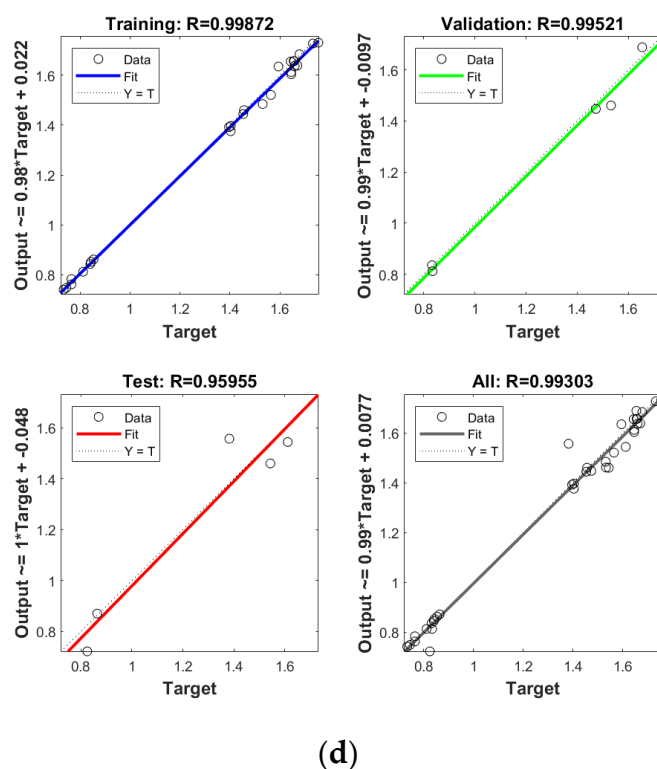 Training: R=0.99872
Data
Fit
Y = T
Output ~= 0.98*Target + 0.022
1.6
1.4
1.2
1
0.8
0.8
1
1.2
1.4
1.6
Target
Validation: R=0.99521
Data
Fit
Y = T
Output ~= 0.99*Target + -0.0097
1.6
1.4
1.2
1
0.8
0.8
1
1.2
1.4
1.6
Target
Test: R=0.95955
Data
Fit
Y = T
Output ~= 1*Target + -0.048
1.6
1.4
1.2
1
0.8
0.8
1
1.2
1.4
1.6
Target
All: R=0.99303
Data
Fit
Y = T
Output ~= 0.99*Target + 0.0077
1.6
1.4
1.2
1
0.8
0.8
1
1.2
1.4
1.6
Target
(d)